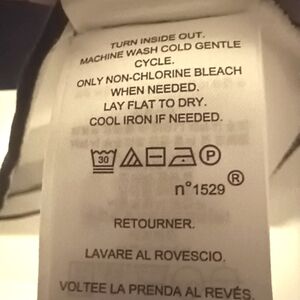 TURN INSIDE OUT.
MACHINE WASH COLD GENTLE
CYCLE.
ONLY NON-CHLORINE BLEACH
WHEN NEEDED.
LAY FLAT TO DRY.
COOL IRON IF NEEDED.
30 P
n°1529 ®
RETOURNER.
LAVARE AL ROVESCIO.
VOLTEE LA PRENDA AL REVÉS.